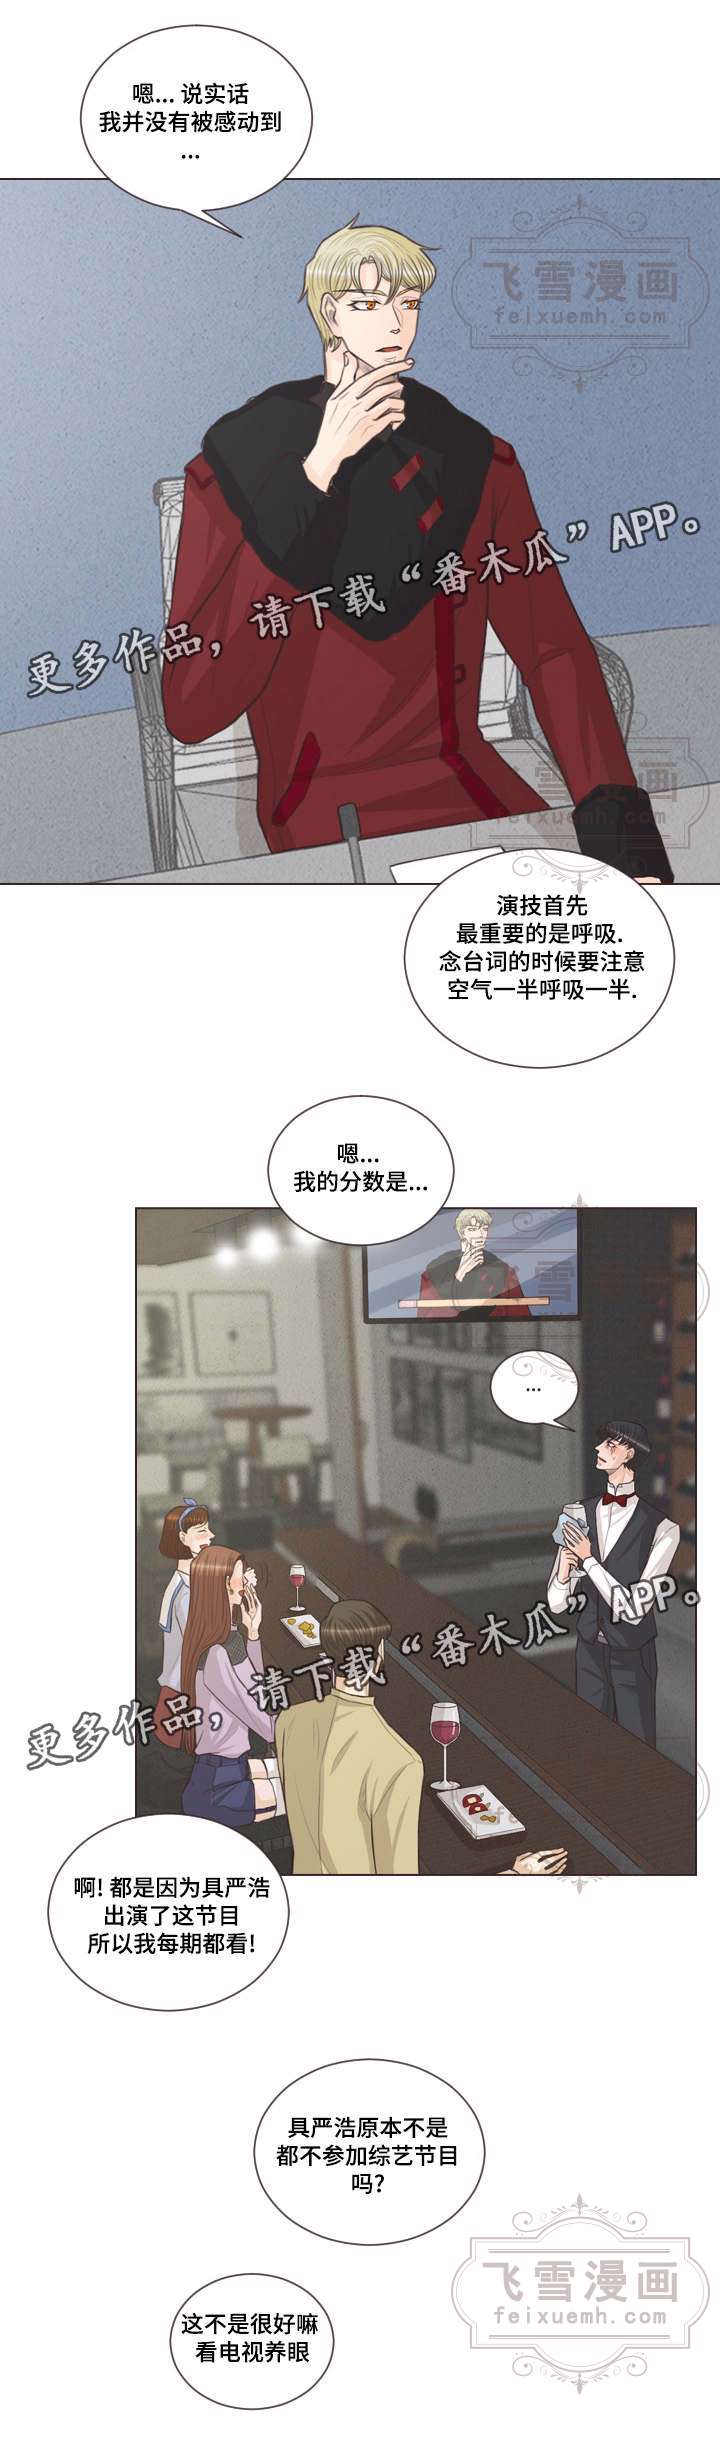 嗯... 说实话
我并没有被感动到
...
飞雪漫画
feixuemh.com
更多作品，请下载“番木瓜”APP。
飞雪漫画
feixuemh.com
演技首先
最重要的是呼吸.
念台词的时候要注意
空气一半呼吸一半.
嗯...
我的分数是...
...
更多作品，请下载“番木瓜”APP。
啊! 都是因为具严浩
出演了这节目
所以我每期都看!
具严浩原本不是
都不参加综艺节目
吗?
飞雪漫画
feixuemh.com
这不是很好嘛
看电视养眼